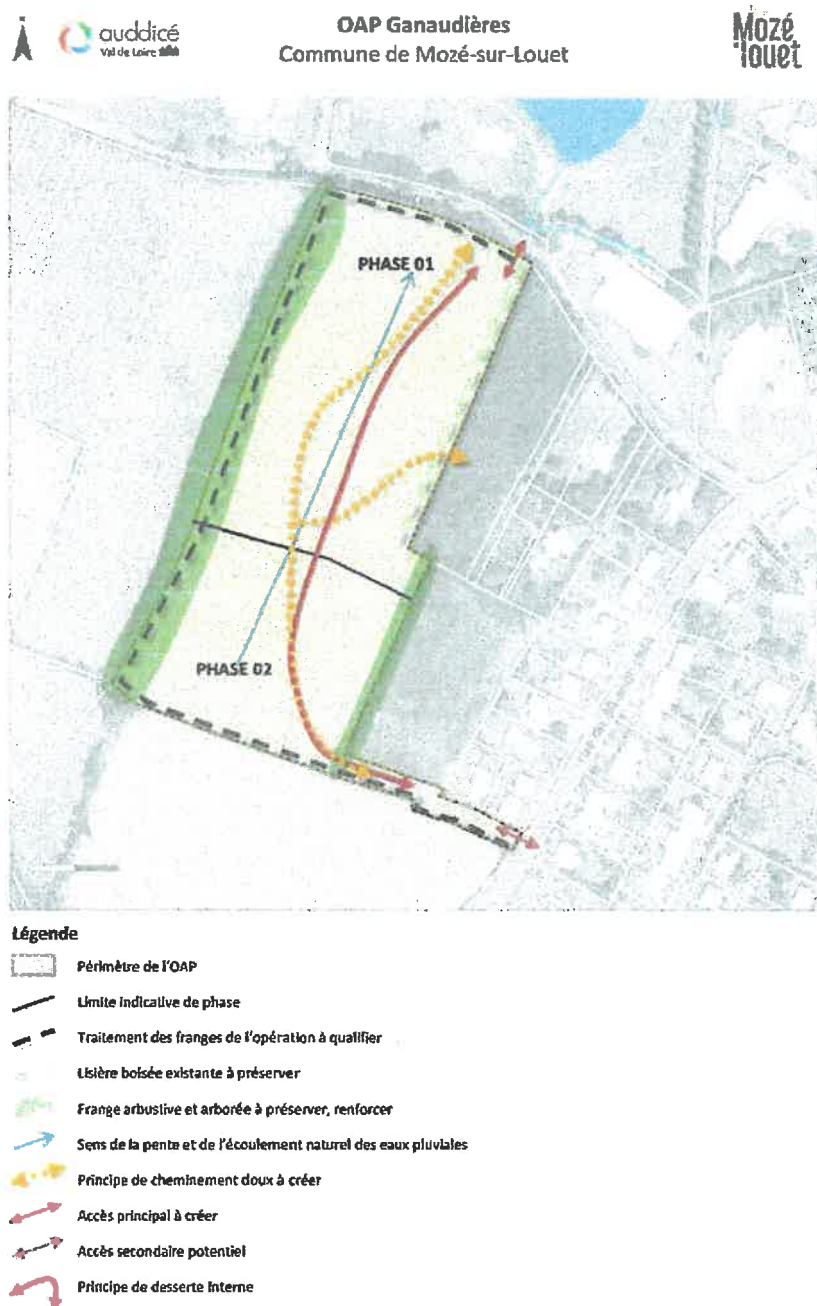 auddicé
Val de Loire
OAP Ganaudières
Commune de Mozé-sur-Louet
Mozé
'louet
PHASE 01
PHASE 02
Légende
Périmètre de l'OAP
Limite indicative de phase
Traitement des franges de l'opération à qualifier
Lisière boisée existante à préserver
Frange arbustive et arborée à préserver, renforcer
Sens de la pente et de l'écoulement naturel des eaux pluviales
Principe de cheminement doux à créer
Accès principal à créer
Accès secondaire potentiel
Principe de desserte interne